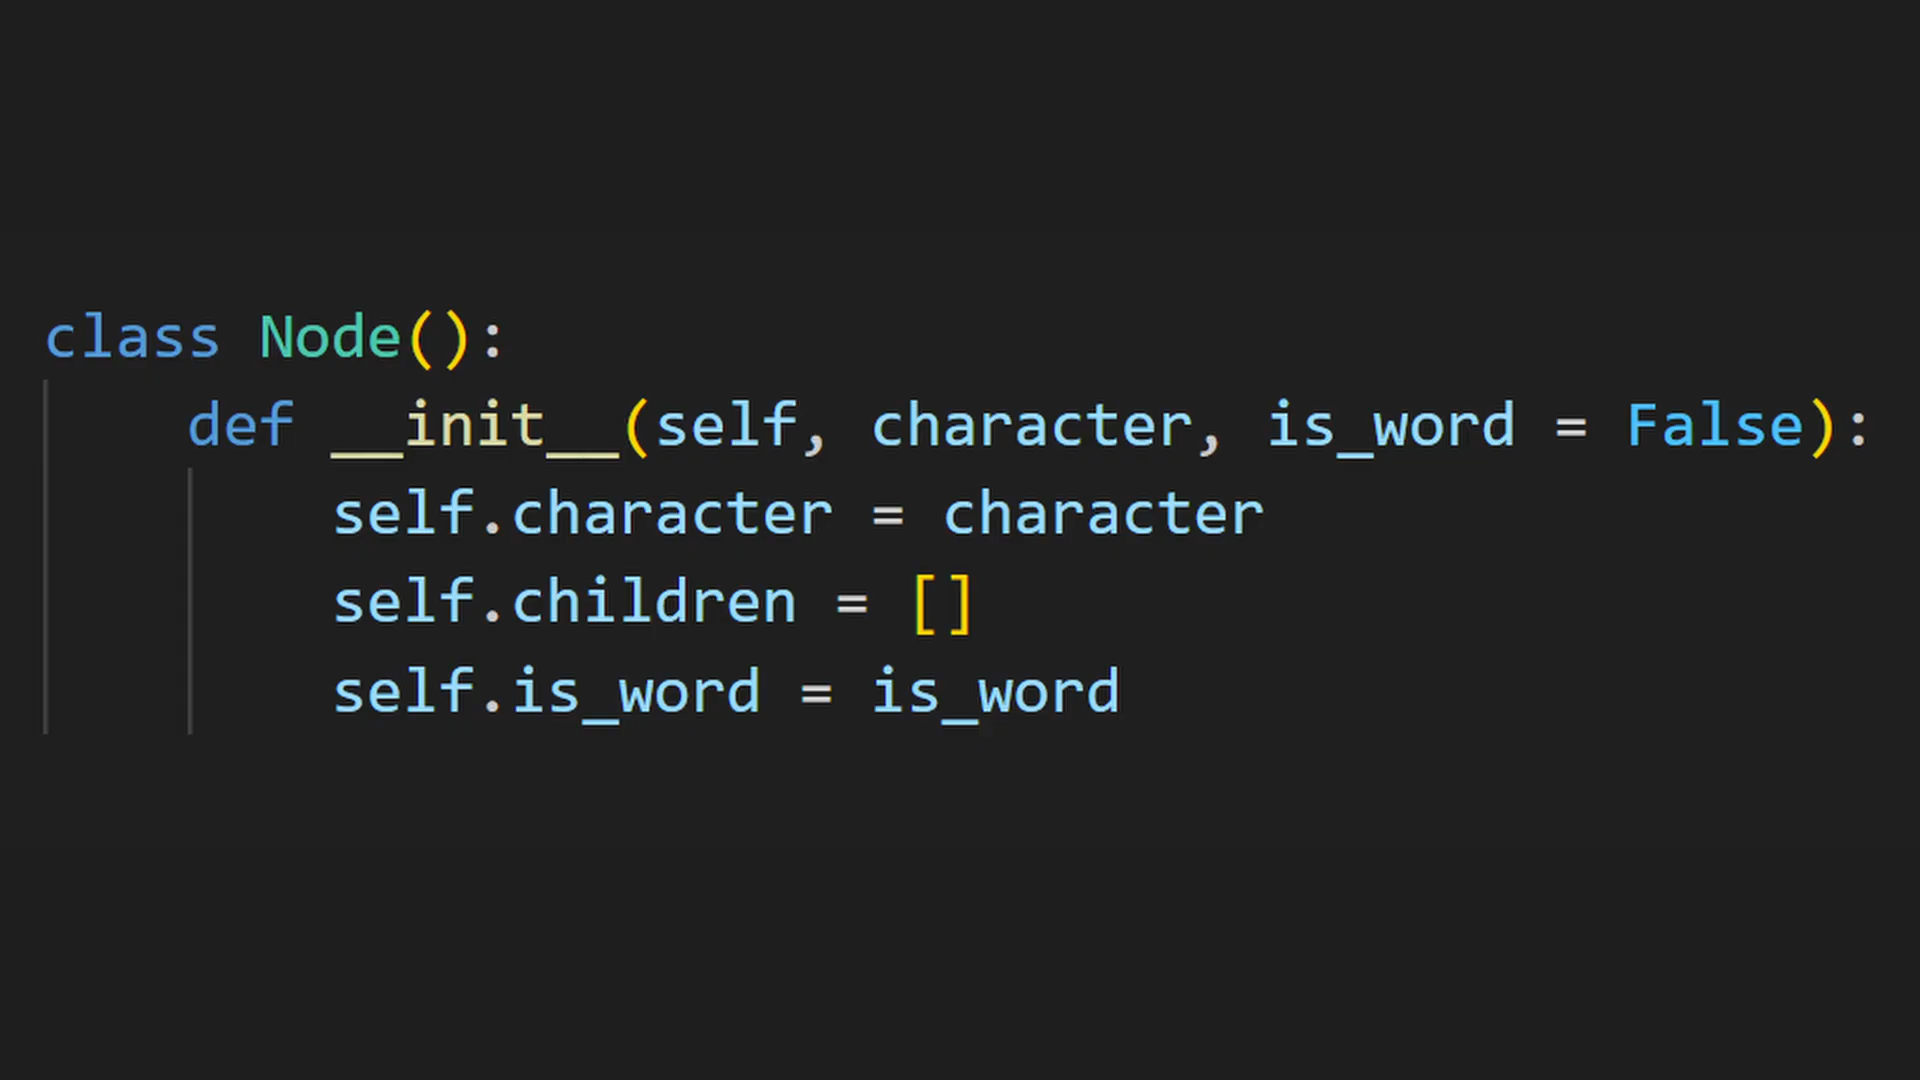 class Node():
    def __init__(self, character, is_word = False):
        self.character = character
        self.children = []
        self.is_word = is_word